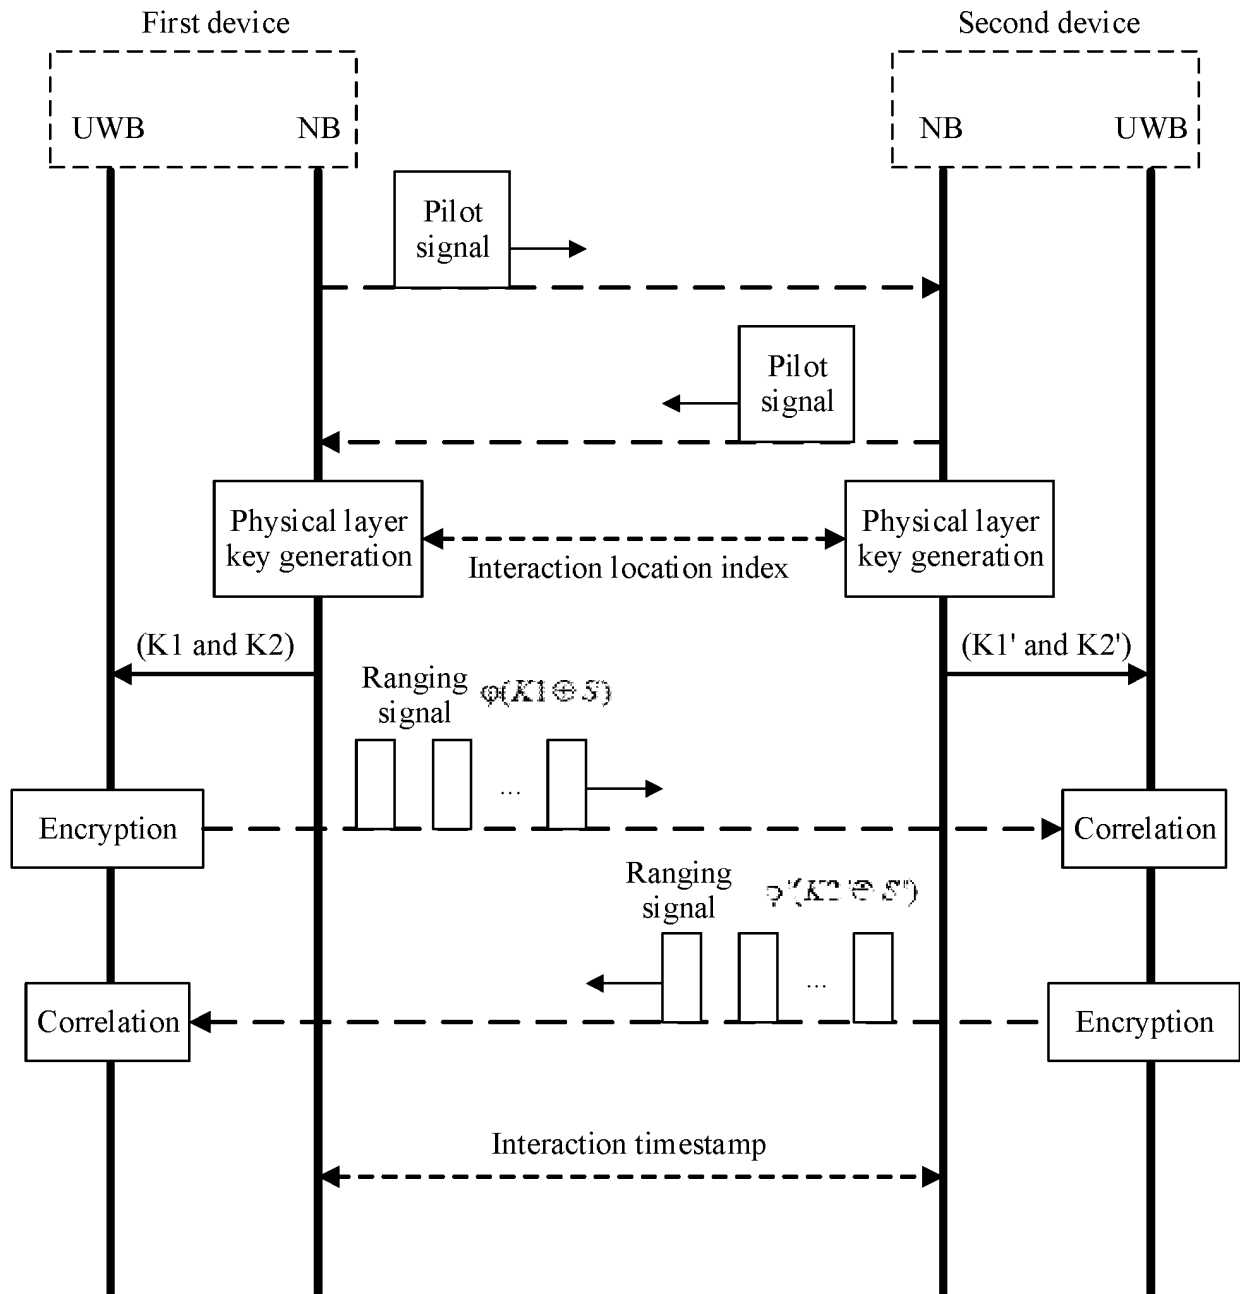 First device
Second device
UWB
NB
NB
UWB
Pilot
signal
Pilot
signal
Physical layer
key generation
Physical layer
key generation
Interaction location index
(K1 and K2)
(K1' and K2')
Ranging
signal
φ(K1⊕S)
...
Encryption
Correlation
Ranging
signal
...
Correlation
Encryption
Interaction timestamp